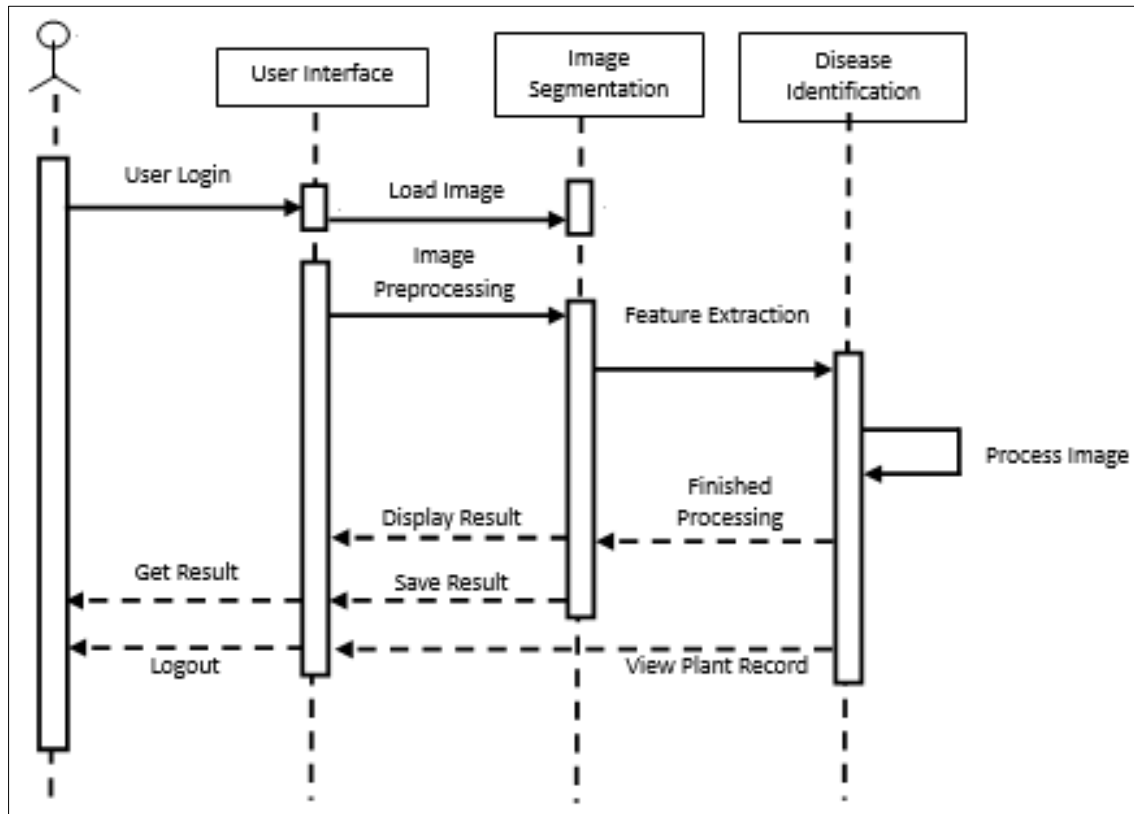 User Interface
Image
Segmentation
Disease
Identification
User Login
Load Image
Image
Preprocessing
Feature Extraction
Process Image
Finished
Processing
Display Result
Get Result
Save Result
Logout
View Plant Record